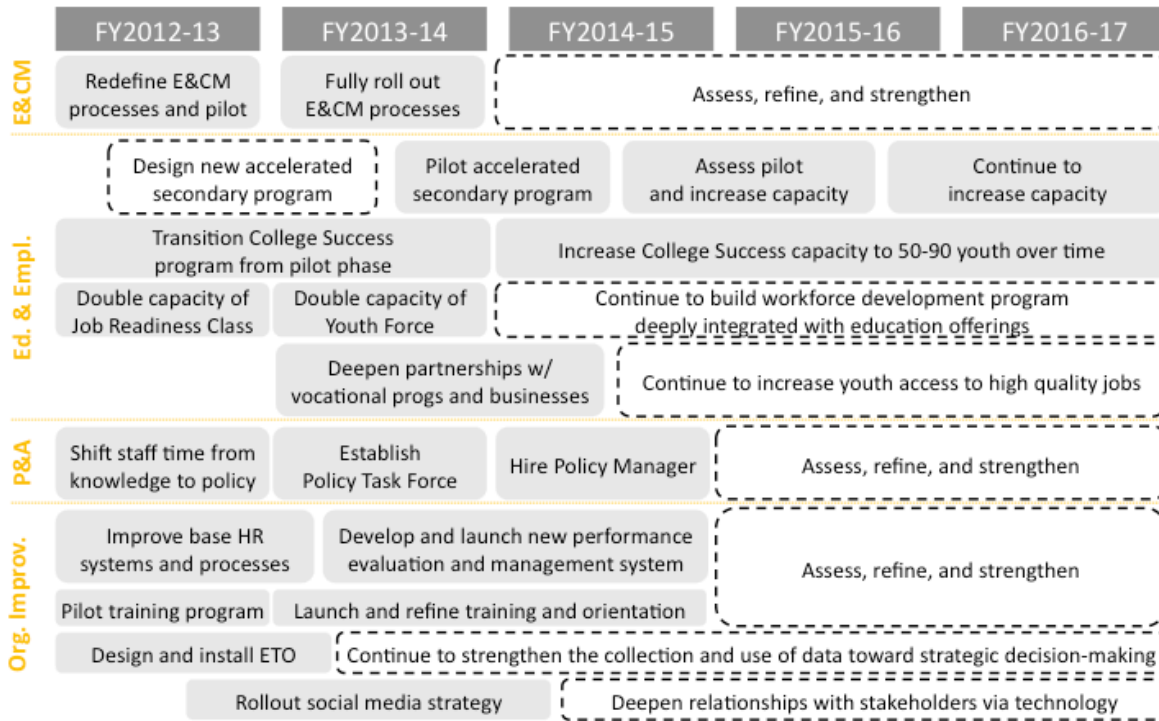 FY2012-13
FY2013-14
FY2014-15
FY2015-16
FY2016-17
E&CM
Redefine E&CM
processes and pilot
Fully roll out
E&CM processes
Assess, refine, and strengthen
Ed. & Empl.
Design new accelerated
secondary program
Pilot accelerated
secondary program
Assess pilot
and increase capacity
Continue to
increase capacity
Transition College Success
program from pilot phase
Increase College Success capacity to 50-90 youth over time
Double capacity of
Job Readiness Class
Double capacity of
Youth Force
Continue to build workforce development program
deeply integrated with education offerings
Deepen partnerships w/
vocational progs and businesses
Continue to increase youth access to high quality jobs
P&A
Shift staff time from
knowledge to policy
Establish
Policy Task Force
Hire Policy Manager
Assess, refine, and strengthen
Org. Improv.
Improve base HR
systems and processes
Develop and launch new performance
evaluation and management system
Assess, refine, and strengthen
Pilot training program
Launch and refine training and orientation
Design and install ETO
Continue to strengthen the collection and use of data toward strategic decision-making
Rollout social media strategy
Deepen relationships with stakeholders via technology